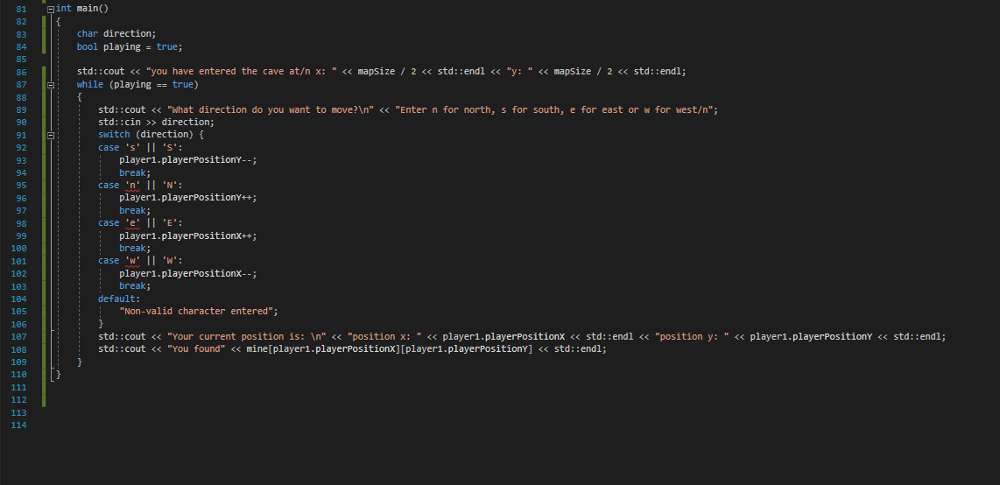 81 int main()
82 {
83 char direction;
84 bool playing = true;
85
86 std::cout << "you have entered the cave at/n x: " << mapSize / 2 << std::endl << "y: " << mapSize / 2 << std::endl;
87 while (playing == true)
88 {
89 std::cout << "What direction do you want to move?\n" << "Enter n for north, s for south, e for east or w for west/n";
90 std::cin >> direction;
91 switch (direction) {
92 case 's' || 'S':
93 player1.playerPositionY--;
94 break;
95 case 'n' || 'N':
96 player1.playerPositionY++;
97 break;
98 case 'e' || 'E':
99 player1.playerPositionX++;
100 break;
101 case 'w' || 'W':
102 player1.playerPositionX--;
103 break;
104 default:
105 "Non-valid character entered";
106 }
107 std::cout << "Your current position is: \n" << "position x: " << player1.playerPositionX << std::endl << "position y: " << player1.playerPositionY << std::endl;
108 std::cout << "You found" << mine[player1.playerPositionX][player1.playerPositionY] << std::endl;
109 }
110 }
111
112
113
114